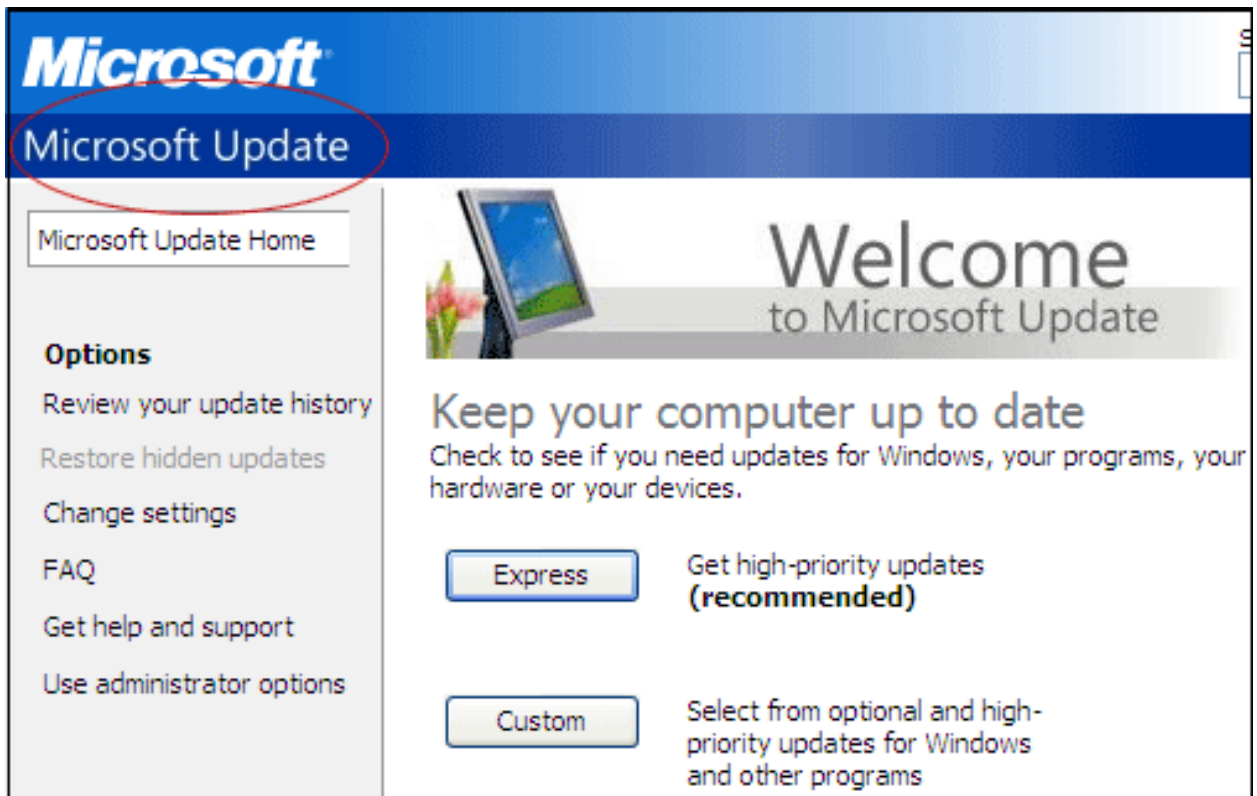 Microsoft
Microsoft Update
Microsoft Update Home
Options
Review your update history
Restore hidden updates
Change settings
FAQ
Get help and support
Use administrator options
Welcome
to Microsoft Update
Keep your computer up to date
Check to see if you need updates for Windows, your programs, your
hardware or your devices.
Express
Get high-priority updates
(recommended)
Custom
Select from optional and high-
priority updates for Windows
and other programs